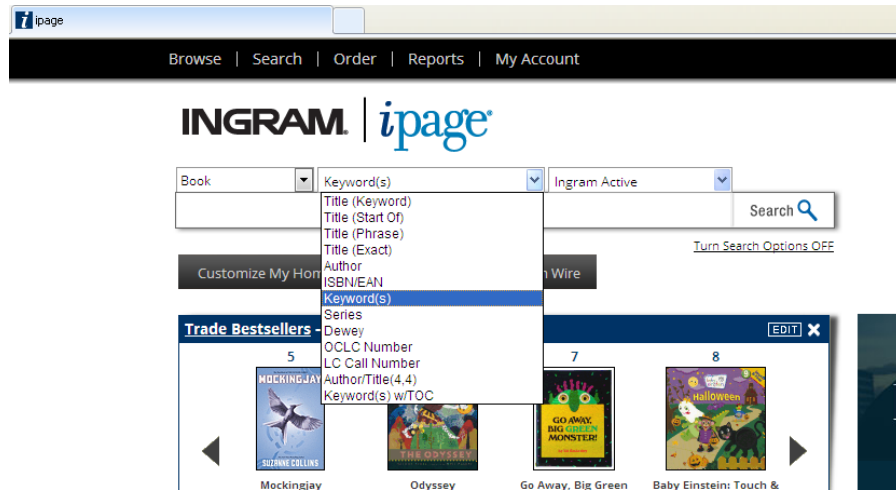 ipage
Browse | Search | Order | Reports | My Account
INGRAM | ipage
Book Keyword(s) Ingram Active
Title (Keyword)
Title (Start Of)
Title (Phrase)
Title (Exact)
Author
ISBN/EAN
Keyword(s)
Series
Dewey
OCLC Number
LC Call Number
Author/Title(4,4)
Keyword(s) w/TOC
Search
Turn Search Options OFF
Customize My Hom
Wire
Trade Bestsellers - EDIT
5 7 8
MOCKINGJAY
SUZANNE COLLINS
THE ODYSSEY
GO AWAY,
BIG GREEN
MONSTER!
Halloween
Mockingjay Odyssey Go Away, Big Green Baby Einstein: Touch &